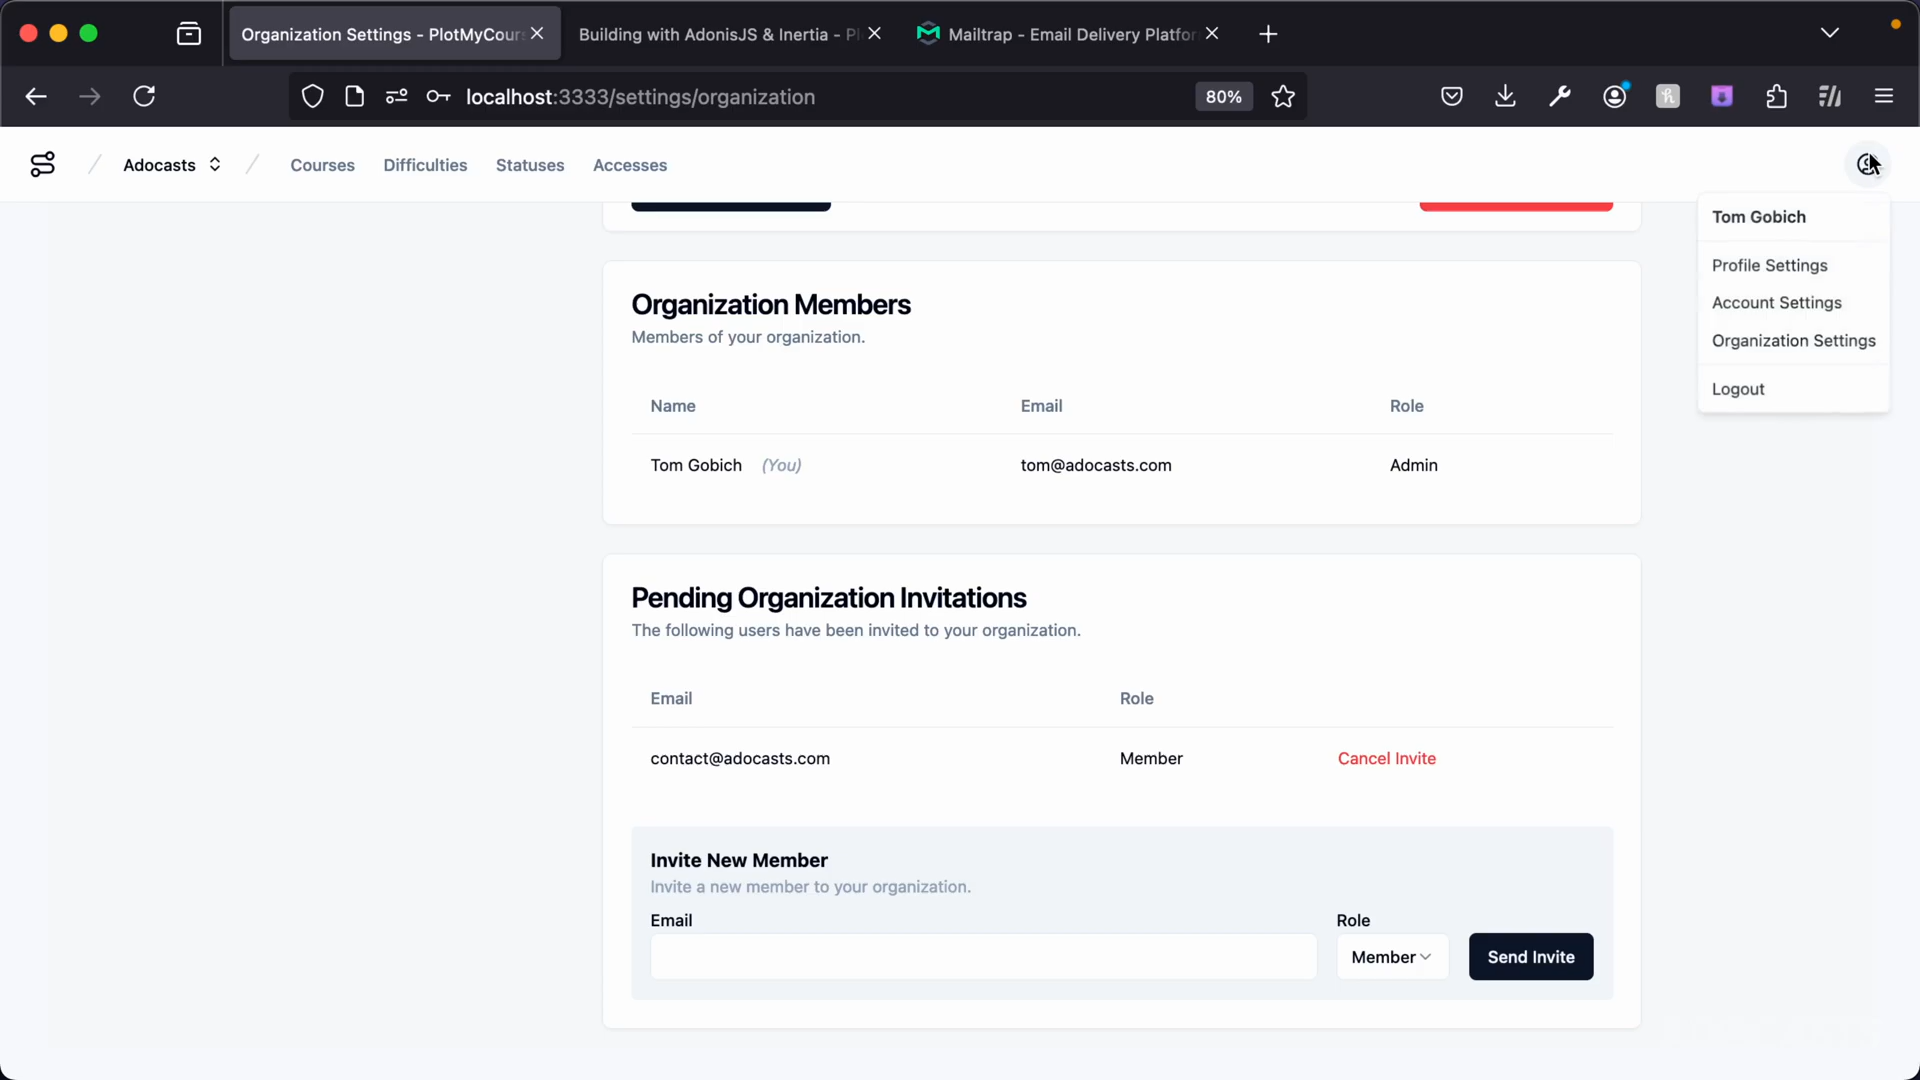 Organization Settings - PlotMyCour
Building with AdonisJS & Inertia - Pl
Mailtrap - Email Delivery Platfor
localhost:3333/settings/organization
80%
Adocasts
Courses
Difficulties
Statuses
Accesses
Tom Gobich
Profile Settings
Account Settings
Organization Settings
Logout
Organization Members
Members of your organization.
Name Email Role
Tom Gobich (You) tom@adocasts.com Admin
Pending Organization Invitations
The following users have been invited to your organization.
Email Role
contact@adocasts.com Member Cancel Invite
Invite New Member
Invite a new member to your organization.
Email Role
Member Send Invite